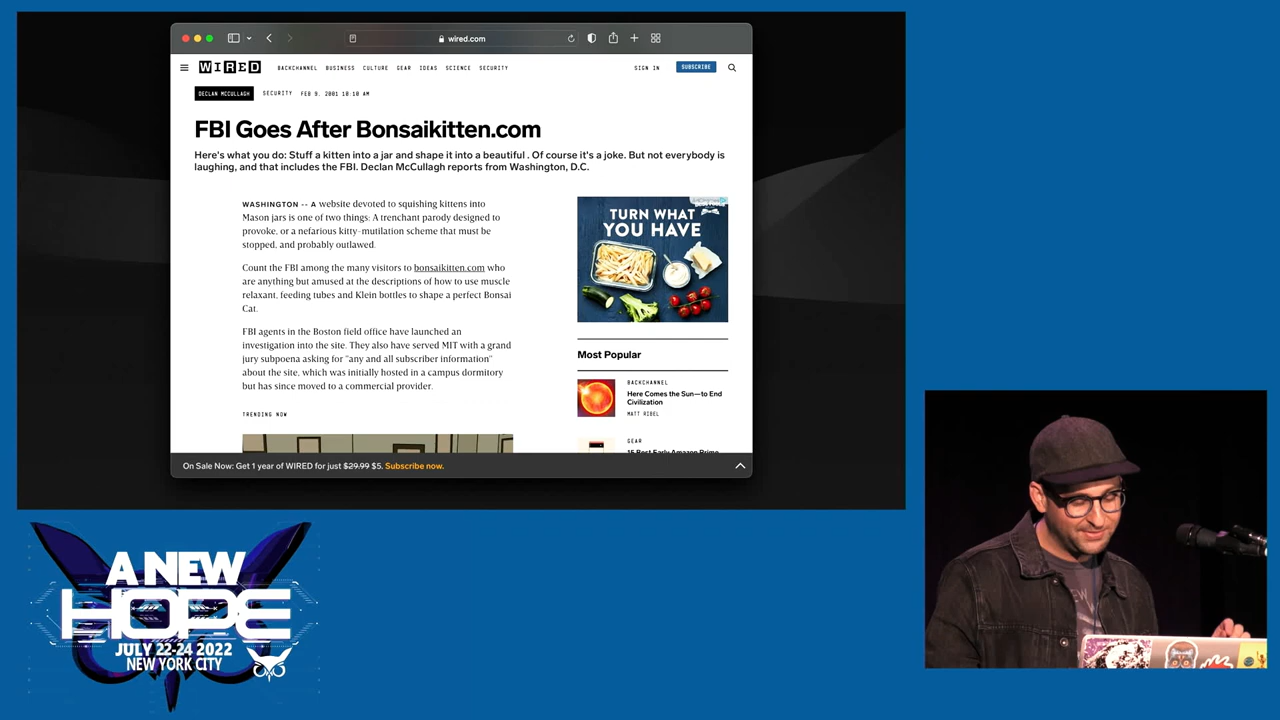 wired.com
WIRED
BACKCHANNEL BUSINESS CULTURE GEAR IDEAS SCIENCE SECURITY
SIGN IN
SUBSCRIBE
DECLAN MCCULLAGH SECURITY FEB 9, 2001 10:10 AM
FBI Goes After Bonsaikitten.com
Here's what you do: Stuff a kitten into a jar and shape it into a beautiful . Of course it's a joke. But not everybody is
laughing, and that includes the FBI. Declan McCullagh reports from Washington, D.C.
WASHINGTON -- A website devoted to squishing kittens into
Mason jars is one of two things: A trenchant parody designed to
provoke, or a nefarious kitty-mutilation scheme that must be
stopped, and probably outlawed.
Count the FBI among the many visitors to bonsaikitten.com who
are anything but amused at the descriptions of how to use muscle
relaxant, feeding tubes and Klein bottles to shape a perfect Bonsai
Cat.
FBI agents in the Boston field office have launched an
investigation into the site. They also have served MIT with a grand
jury subpoena asking for "any and all subscriber information"
about the site, which was initially hosted in a campus dormitory
but has since moved to a commercial provider.
TRENDING NOW
TURN WHAT
YOU HAVE
Most Popular
BACKCHANNEL
Here Comes the Sun—to End
Civilization
MATT RIBEL
GEAR
15 Best Early Amazon Prime
On Sale Now: Get 1 year of WIRED for just $29.99 $5. Subscribe now.
A NEW
HOPE
JULY 22-24 2022
NEW YORK CITY